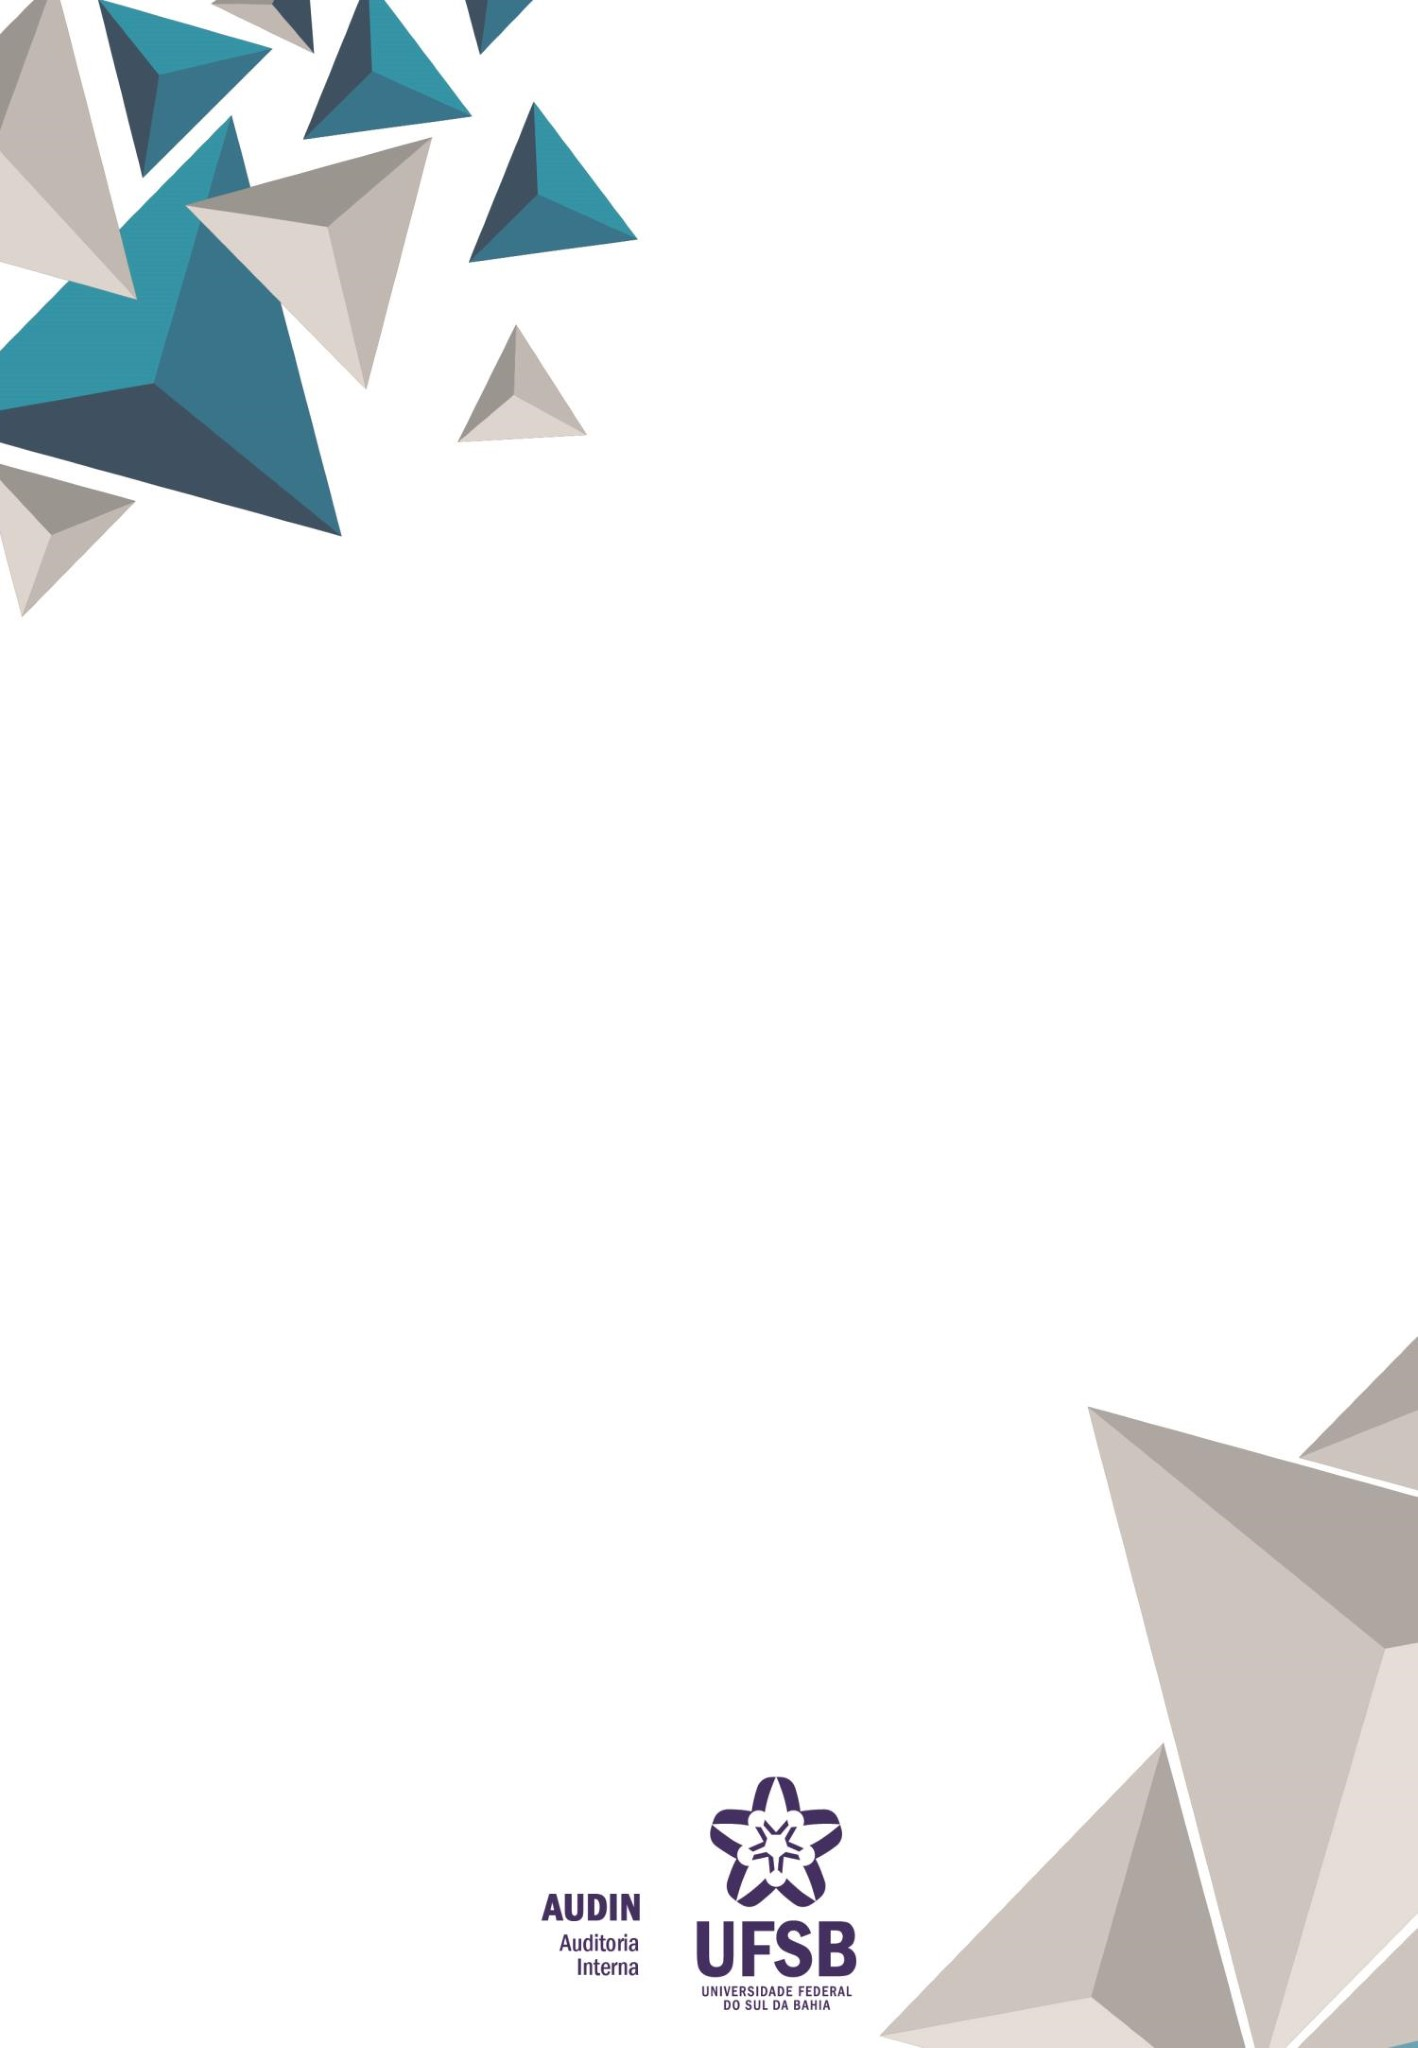 AUDIN
Auditoria
Interna
UFSB
UNIVERSIDADE FEDERAL
DO SUL DA BAHIA